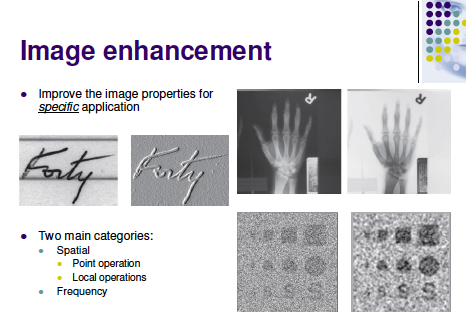 Image enhancement
● Improve the image properties for
specific application
Forty
Forty
R
R
● Two main categories:
● Spatial
● Point operation
● Local operations
● Frequency